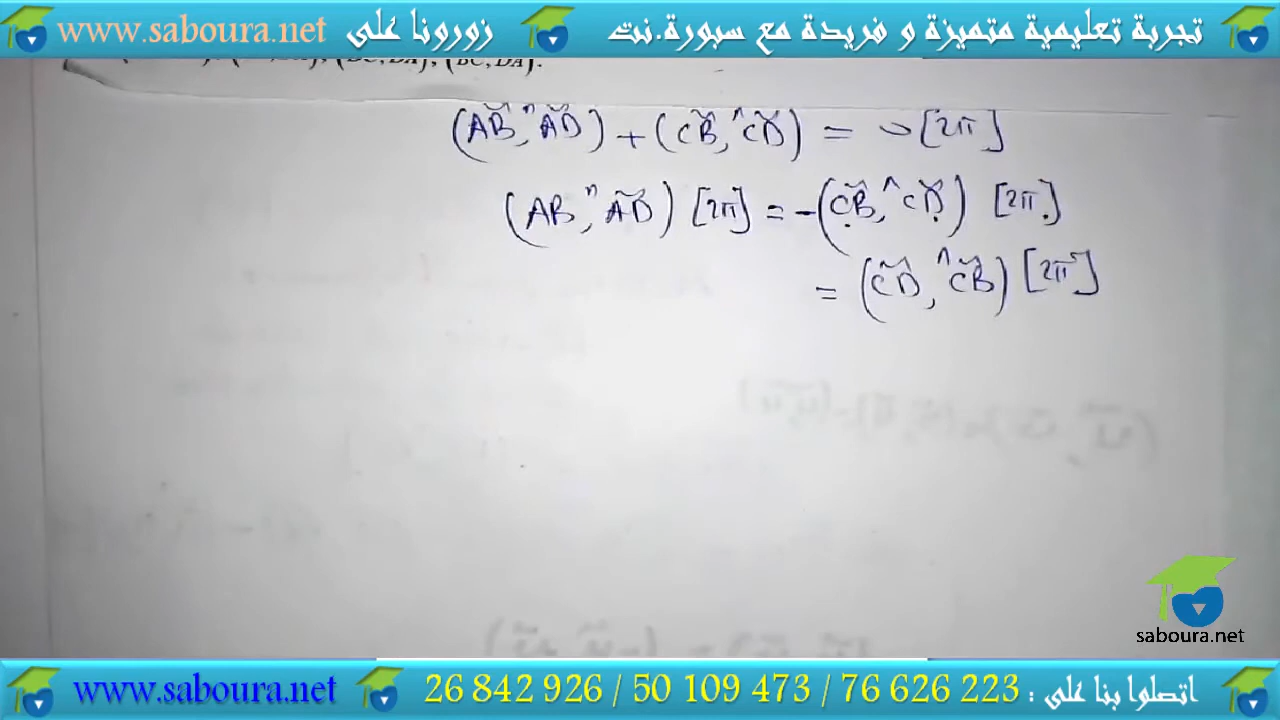 www.saboura.net زورونا على تجربة تعليمية متميزة و فريدة مع سبورة.نت
(BC, DA).
(AB, AD) + (CB, CD) = 0 [2π]
(AB, AD) [2π] = -(CB, CD) [2π]
= (CD, CB) [2π]
saboura.net
www.saboura.net 26 842 926 / 50 109 473 / 76 626 223 : اتصلوا بنا على